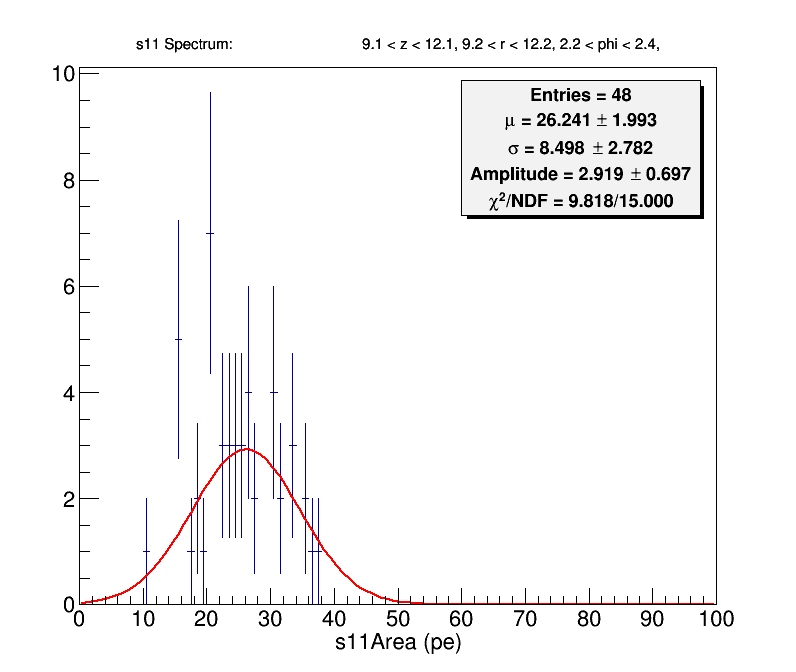 s11 Spectrum: 9.1 < z < 12.1, 9.2 < r < 12.2, 2.2 < phi < 2.4,
Entries = 48
μ = 26.241 ± 1.993
σ = 8.498 ± 2.782
Amplitude = 2.919 ± 0.697
χ²/NDF = 9.818/15.000
10
8
6
4
2
0
0 10 20 30 40 50 60 70 80 90 100
s11Area (pe)